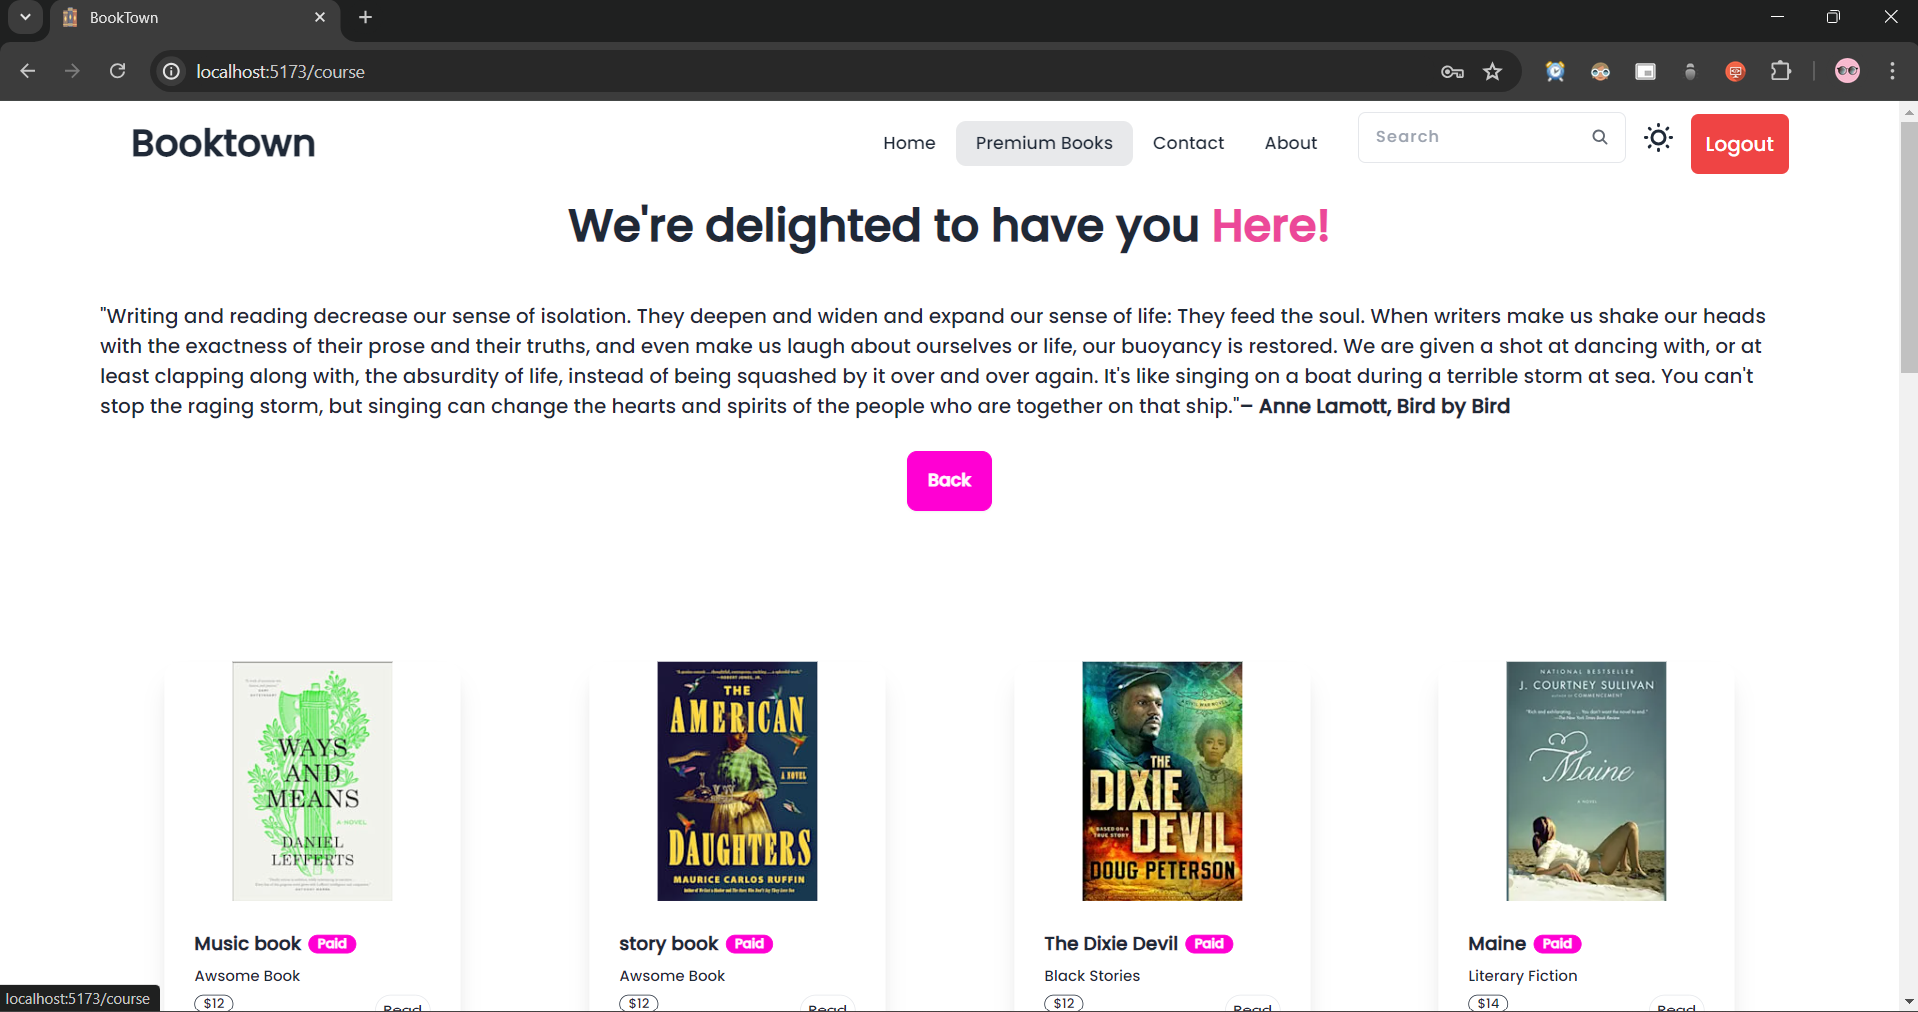 BookTown
localhost:5173/course
Booktown
Home
Premium Books
Contact
About
Search
Logout
We're delighted to have you Here!
"Writing and reading decrease our sense of isolation. They deepen and widen and expand our sense of life: They feed the soul. When writers make us shake our heads
with the exactness of their prose and their truths, and even make us laugh about ourselves or life, our buoyancy is restored. We are given a shot at dancing with, or at
least clapping along with, the absurdity of life, instead of being squashed by it over and over again. It's like singing on a boat during a terrible storm at sea. You can't
stop the raging storm, but singing can change the hearts and spirits of the people who are together on that ship."– Anne Lamott, Bird by Bird
Back
WAYS
AND
MEANS
A NOVEL
DANIEL
LEFFERTS
THE
AMERICAN
A NOVEL
DAUGHTERS
MAURICE CARLOS RUFFIN
A CIVIL WAR NOVEL
THE
DIXIE
BASED ON A
TRUE STORY
DEVIL
DOUG PETERSON
NATIONAL BESTSELLER
J. COURTNEY SULLIVAN
AUTHOR OF COMMENCEMENT
Maine
A NOVEL
Music book Paid
Awsome Book
$12
Read
story book Paid
Awsome Book
$12
Read
The Dixie Devil Paid
Black Stories
$12
Read
Maine Paid
Literary Fiction
$14
Read
localhost:5173/course